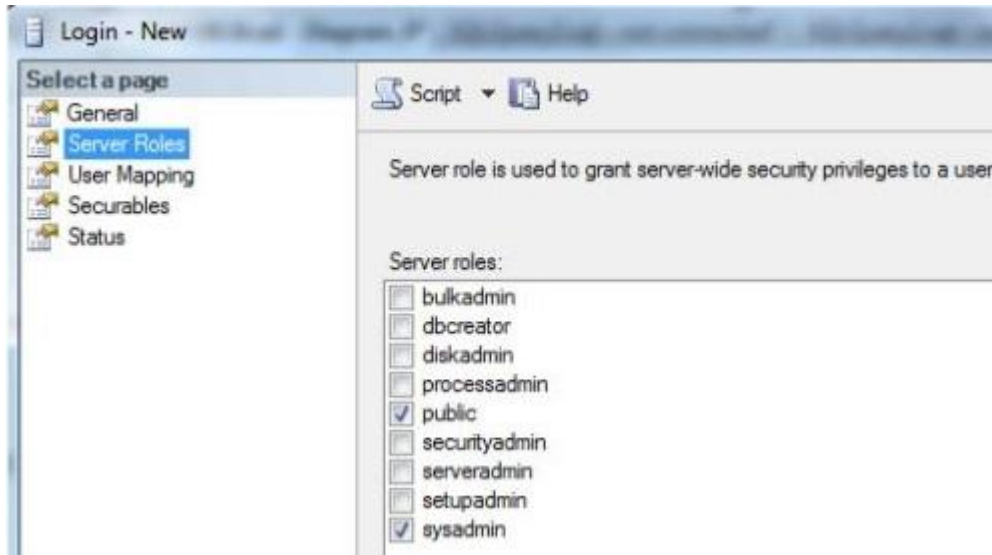 Login - New
Select a page
General
Server Roles
User Mapping
Securables
Status
Script Help
Server role is used to grant server-wide security privileges to a user
Server roles:
bulkadmin
dbcreator
diskadmin
processadmin
public
securityadmin
serveradmin
setupadmin
sysadmin